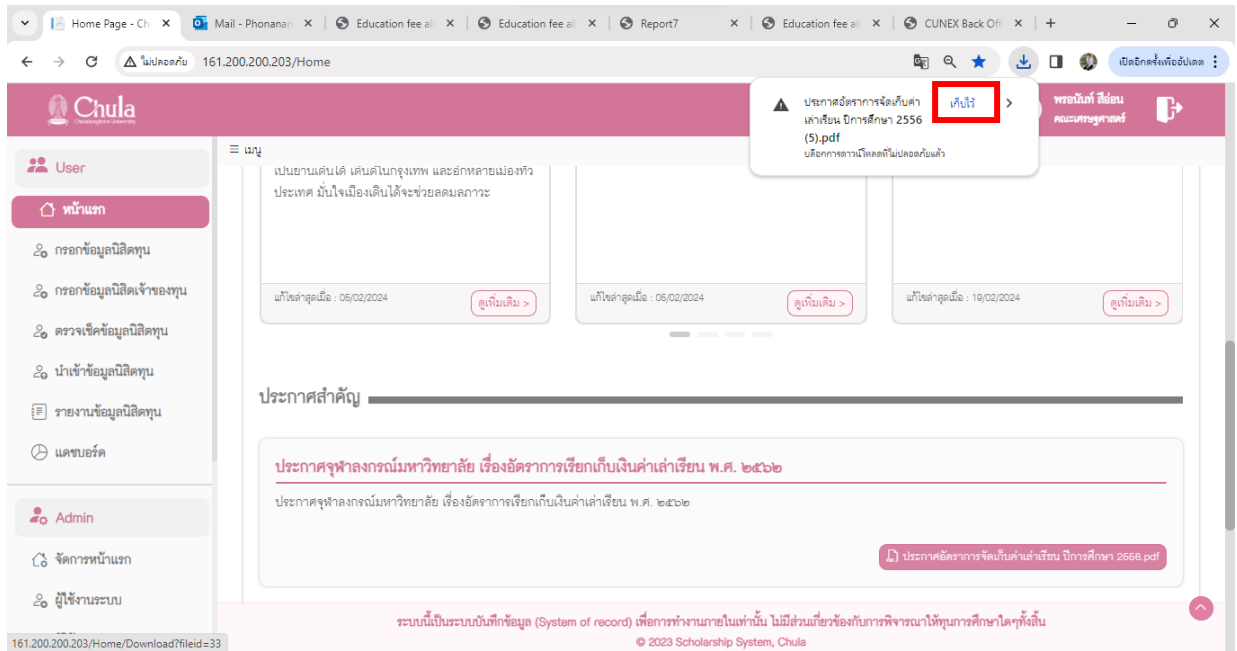 Home Page - Ch
Mail - Phonanan
Education fee all
Education fee all
Report7
Education fee all
CUNEX Back Off
ไม่ปลอดภัย
161.200.200.203/Home
เปิดอีกครั้งเพื่ออัปเดต
Chula
Chulalongkorn University
ประกาศอัตราการจัดเก็บค่า
เล่าเรียน ปีการศึกษา 2556
(5).pdf
บล็อกการดาวน์โหลดที่ไม่ปลอดภัยแล้ว
เก็บไว้
พรอนันท์ สีอ่อน
คณะเศรษฐศาสตร์
User
หน้าแรก
กรอกข้อมูลนิสิตทุน
กรอกข้อมูลนิสิตเจ้าของทุน
ตรวจเช็คข้อมูลนิสิตทุน
นำเข้าข้อมูลนิสิตทุน
รายงานข้อมูลนิสิตทุน
แดชบอร์ด
Admin
จัดการหน้าแรก
ผู้ใช้งานระบบ
161.200.200.203/Home/Download?fileid=33
เมนู
เป็นย่านเดินได้ เดินดีในกรุงเทพ และอีกหลายเมืองทั่ว
ประเทศ มั่นใจเมืองเดินได้จะช่วยลดมลภาวะ
แก้ไขล่าสุดเมื่อ : 05/02/2024
ดูเพิ่มเติม >
แก้ไขล่าสุดเมื่อ : 05/02/2024
ดูเพิ่มเติม >
แก้ไขล่าสุดเมื่อ : 19/02/2024
ดูเพิ่มเติม >
ประกาศสำคัญ
ประกาศจุฬาลงกรณ์มหาวิทยาลัย เรื่องอัตราการเรียกเก็บเงินค่าเล่าเรียน พ.ศ. ๒๕๖๒
ประกาศจุฬาลงกรณ์มหาวิทยาลัย เรื่องอัตราการเรียกเก็บเงินค่าเล่าเรียน พ.ศ. ๒๕๖๒
ประกาศอัตราการจัดเก็บค่าเล่าเรียน ปีการศึกษา 2566.pdf
ระบบนี้เป็นระบบบันทึกข้อมูล (System of record) เพื่อการทำงานภายในเท่านั้น ไม่มีส่วนเกี่ยวข้องกับการพิจารณาให้ทุนการศึกษาใดๆทั้งสิ้น
© 2023 Scholarship System, Chula